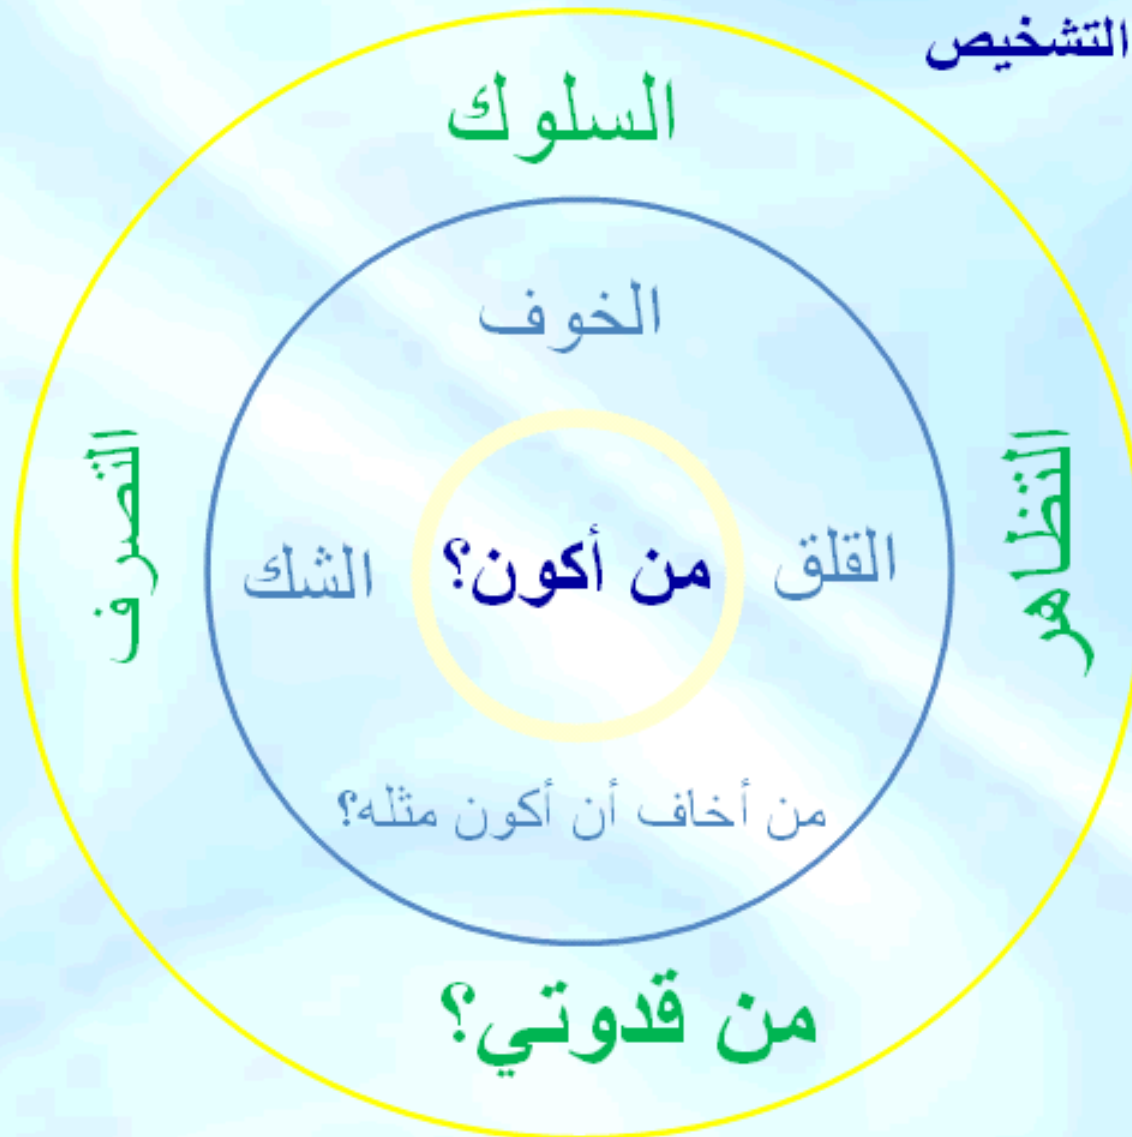 التشخيص
السلوك
الخوف
التظاهر
القلق
من أكون؟
الشك
التصرف
من أخاف أن أكون مثله؟
من قدوتي؟